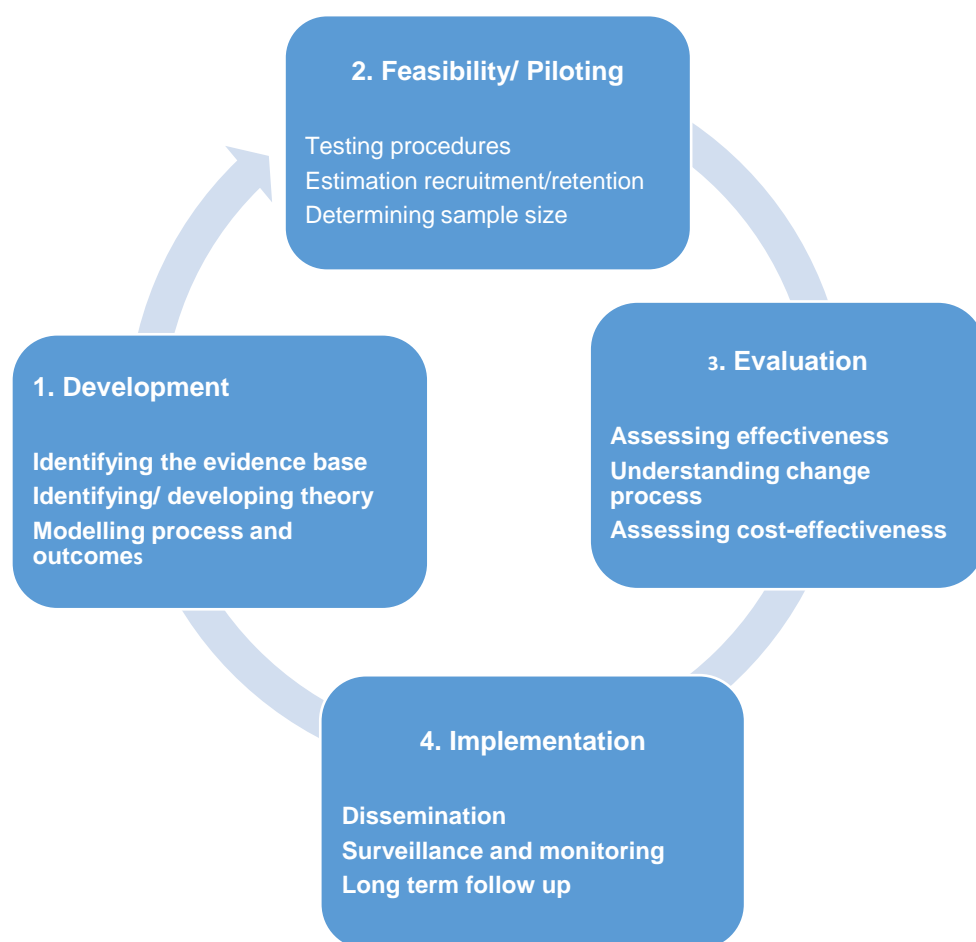 2. Feasibility/ Piloting
Testing procedures
Estimation recruitment/retention
Determining sample size
3. Evaluation
Assessing effectiveness
Understanding change
process
Assessing cost-effectiveness
1. Development
Identifying the evidence base
Identifying/ developing theory
Modelling process and
outcomes
4. Implementation
Dissemination
Surveillance and monitoring
Long term follow up